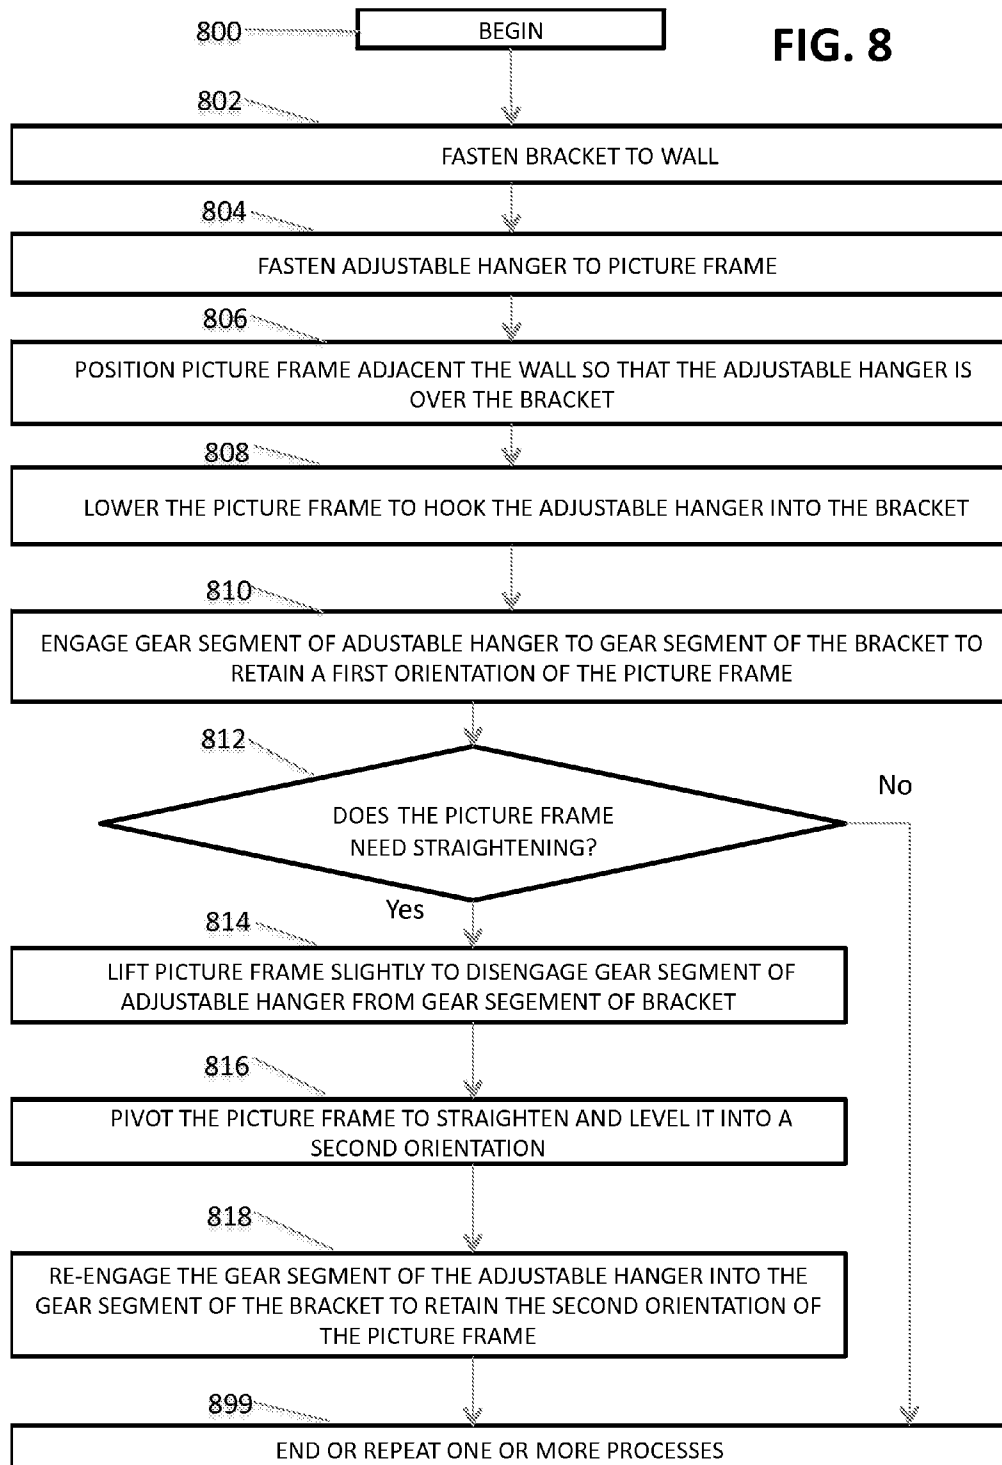 800
BEGIN
FIG. 8
802
FASTEN BRACKET TO WALL
804
FASTEN ADJUSTABLE HANGER TO PICTURE FRAME
806
POSITION PICTURE FRAME ADJACENT THE WALL SO THAT THE ADJUSTABLE HANGER IS
OVER THE BRACKET
808
LOWER THE PICTURE FRAME TO HOOK THE ADJUSTABLE HANGER INTO THE BRACKET
810
ENGAGE GEAR SEGMENT OF ADUSTABLE HANGER TO GEAR SEGMENT OF THE BRACKET TO
RETAIN A FIRST ORIENTATION OF THE PICTURE FRAME
812
DOES THE PICTURE FRAME
NEED STRAIGHTENING?
No
Yes
814
LIFT PICTURE FRAME SLIGHTLY TO DISENGAGE GEAR SEGMENT OF
ADJUSTABLE HANGER FROM GEAR SEGEMENT OF BRACKET
816
PIVOT THE PICTURE FRAME TO STRAIGHTEN AND LEVEL IT INTO A
SECOND ORIENTATION
818
RE-ENGAGE THE GEAR SEGMENT OF THE ADJUSTABLE HANGER INTO THE
GEAR SEGMENT OF THE BRACKET TO RETAIN THE SECOND ORIENTATION OF
THE PICTURE FRAME
899
END OR REPEAT ONE OR MORE PROCESSES